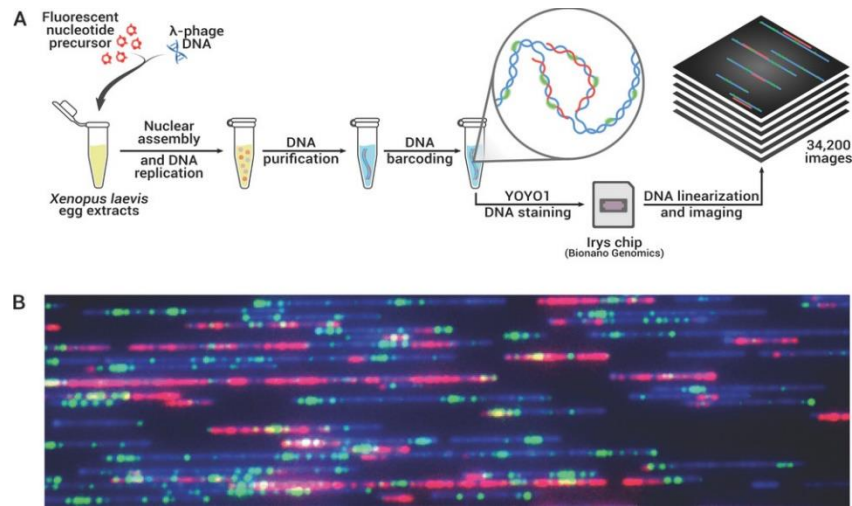 A
Fluorescent
nucleotide
precursor
λ-phage
DNA
Xenopus laevis
egg extracts
Nuclear
assembly
and DNA
replication
DNA
purification
DNA
barcoding
YOYO1
DNA staining
Irys chip
(Bionano Genomics)
DNA linearization
and imaging
34,200
images
B